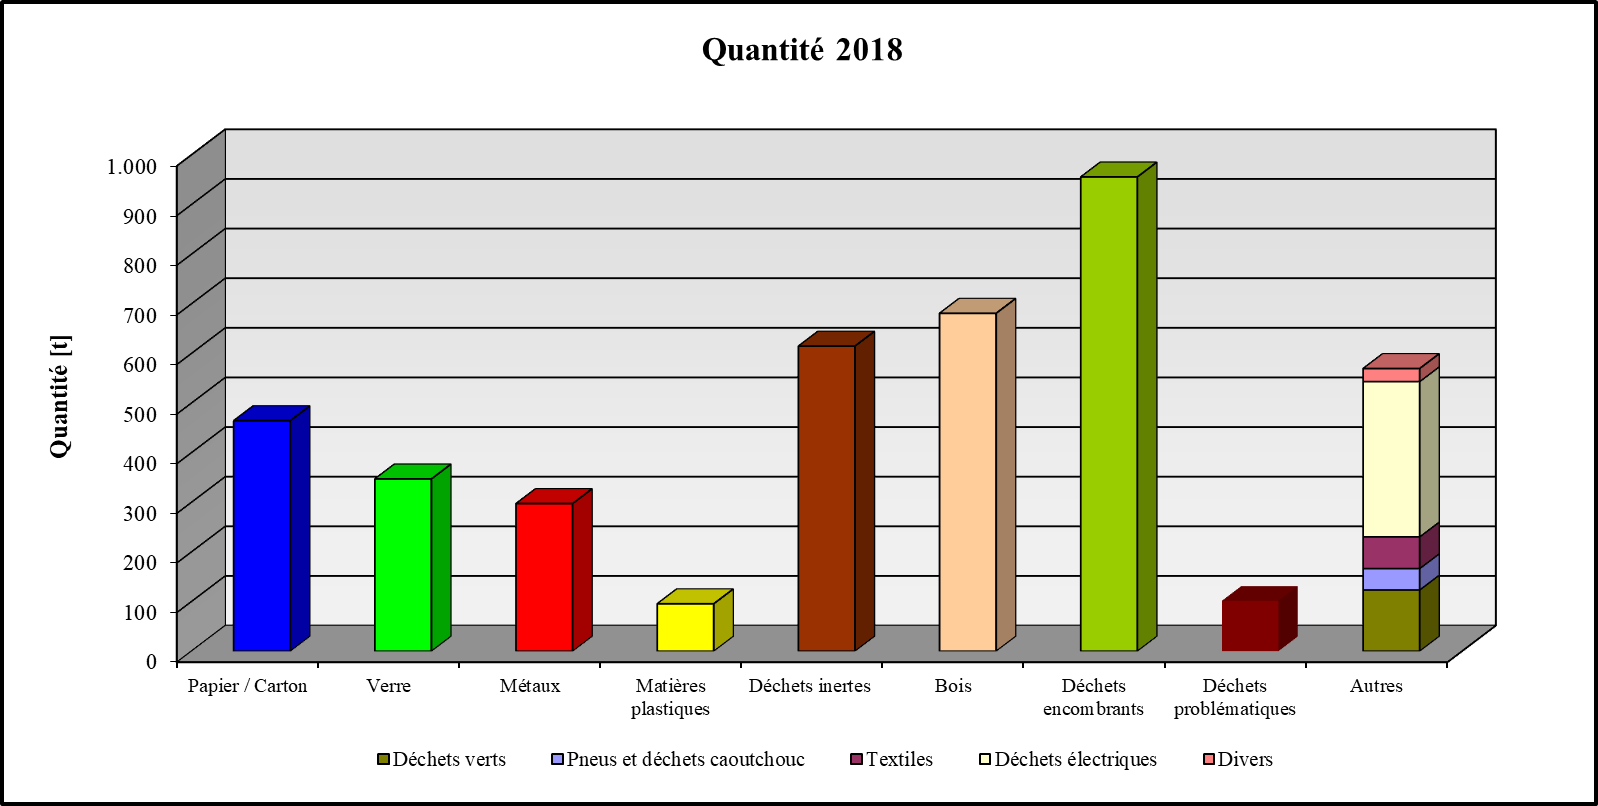 Quantité 2018
Quantité [t]
1.000
900
800
700
600
500
400
300
200
100
0
Papier / Carton
Verre
Métaux
Matières
plastiques
Déchets inertes
Bois
Déchets
encombrants
Déchets
problématiques
Autres
Déchets verts
Pneus et déchets caoutchouc
Textiles
Déchets électriques
Divers